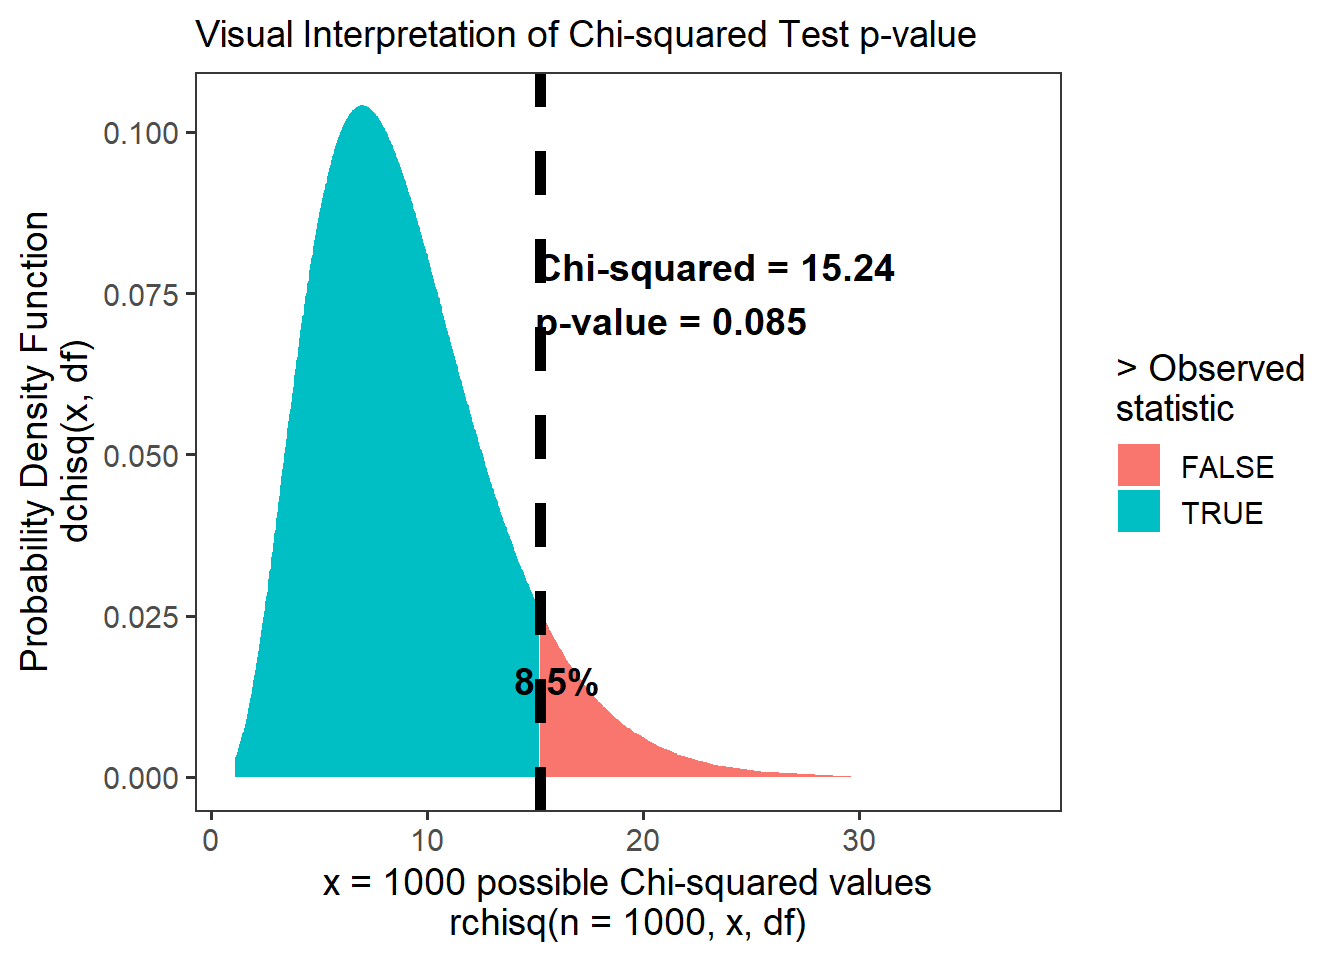 Visual Interpretation of Chi-squared Test p-value
Probability Density Function
dchisq(x, df)
0.100
0.075
0.050
0.025
0.000
Chi-squared = 15.24
p-value = 0.085
8.5%
0 10 20 30
x = 1000 possible Chi-squared values
rchisq(n = 1000, x, df)
> Observed
statistic
FALSE
TRUE